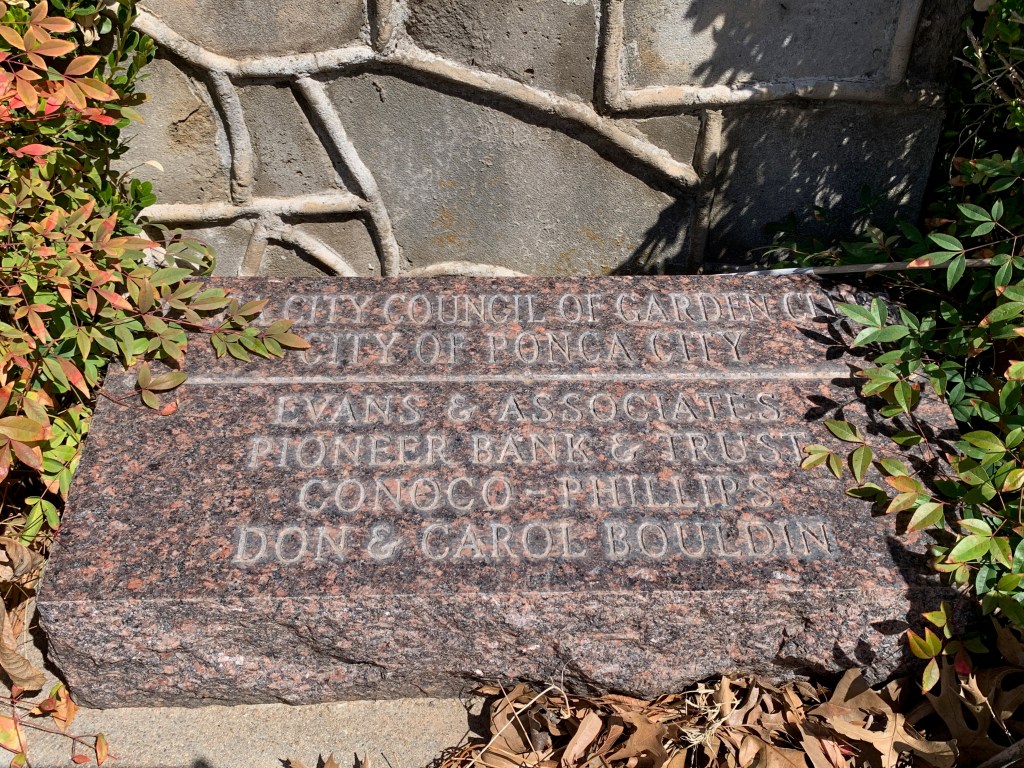 CITY COUNCIL OF GARDEN
CITY OF PONCA CITY
EVANS & ASSOCIATES
PIONEER BANK & TRUST
CONOCO-PHILLIPS
DON & CAROL BOULDIN